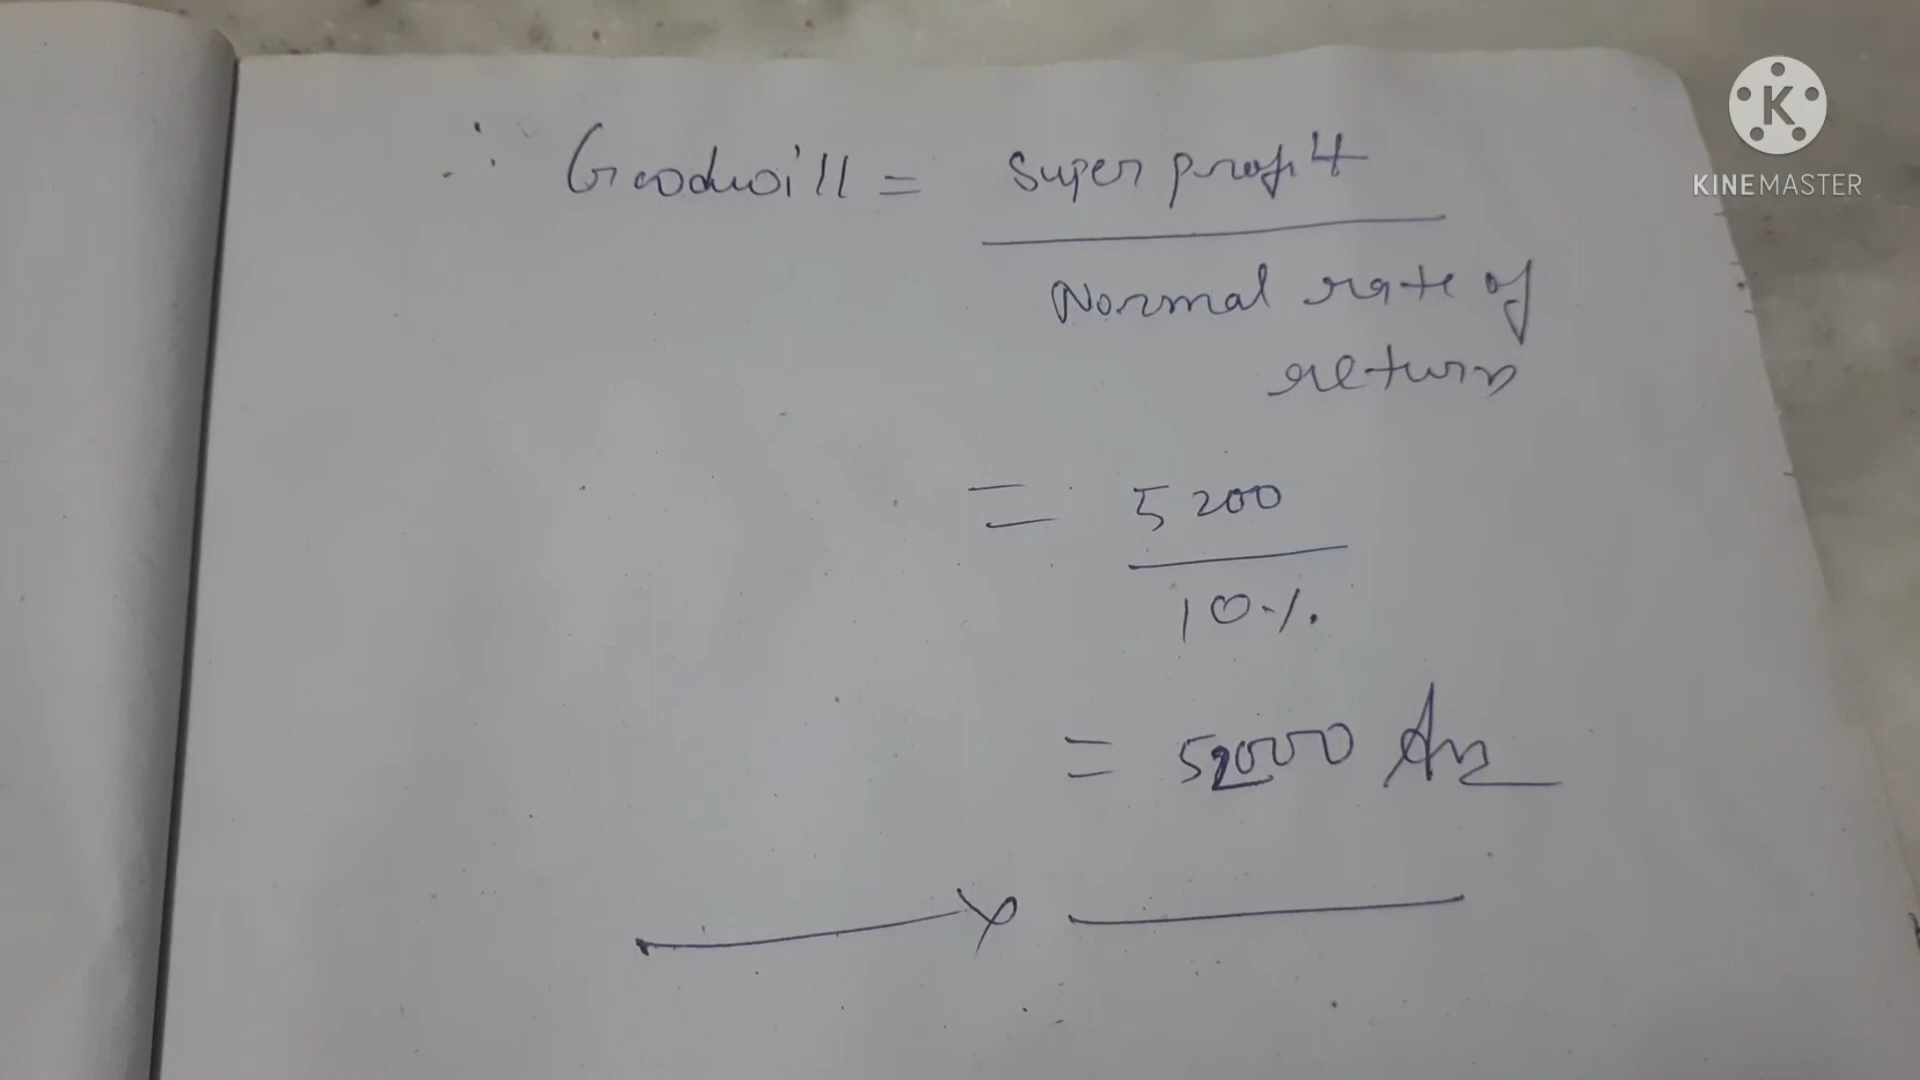 ∴ Goodwill = Super profit
Normal rate of
return
= 5200
10%
= 52000 Ans
K
KINEMASTER